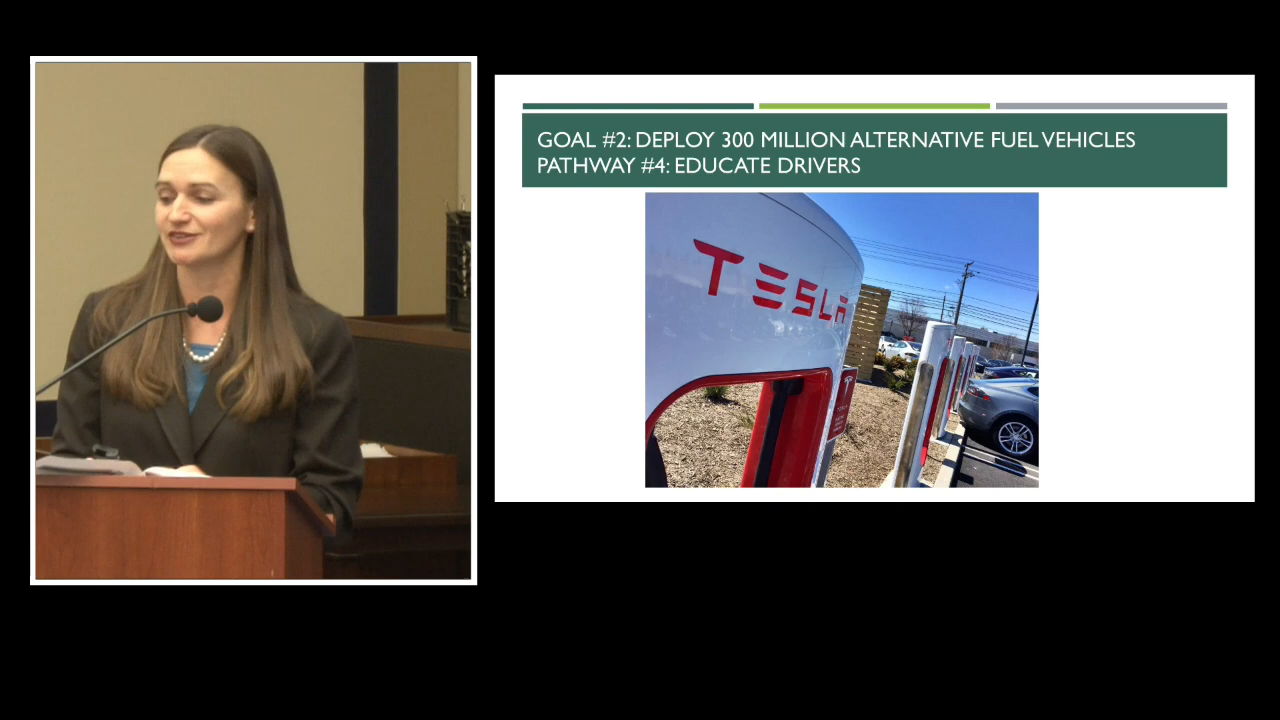 GOAL #2: DEPLOY 300 MILLION ALTERNATIVE FUEL VEHICLES
PATHWAY #4: EDUCATE DRIVERS
TESLA